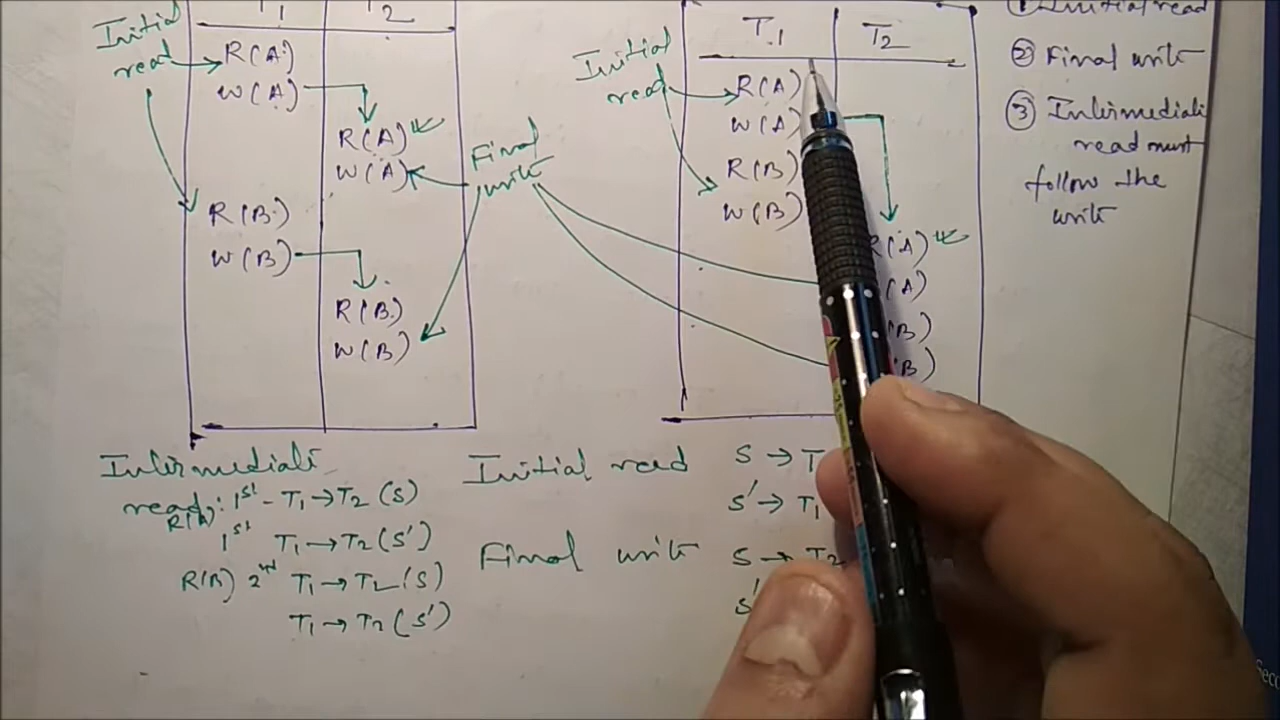 T1 T2
Initial
read
R(A)
W(A)
R(A)
W(A)
R(B)
W(B)
R(B)
W(B)
Final
write
T1 T2
Initial
read
R(A)
W(A)
R(B)
W(B)
R(A)
(A)
(B)
(B)
① Initial read
② Final write
③ Intermediate
read must
follow the
write
Intermediate
read: 1st - T1 → T2 (S)
R(A)
1st T1 → T2 (S')
R(B) 2nd T1 → T2 (S)
T1 → T2 (S')
Initial read S → T
S' → T1
Final write S → T2
S'